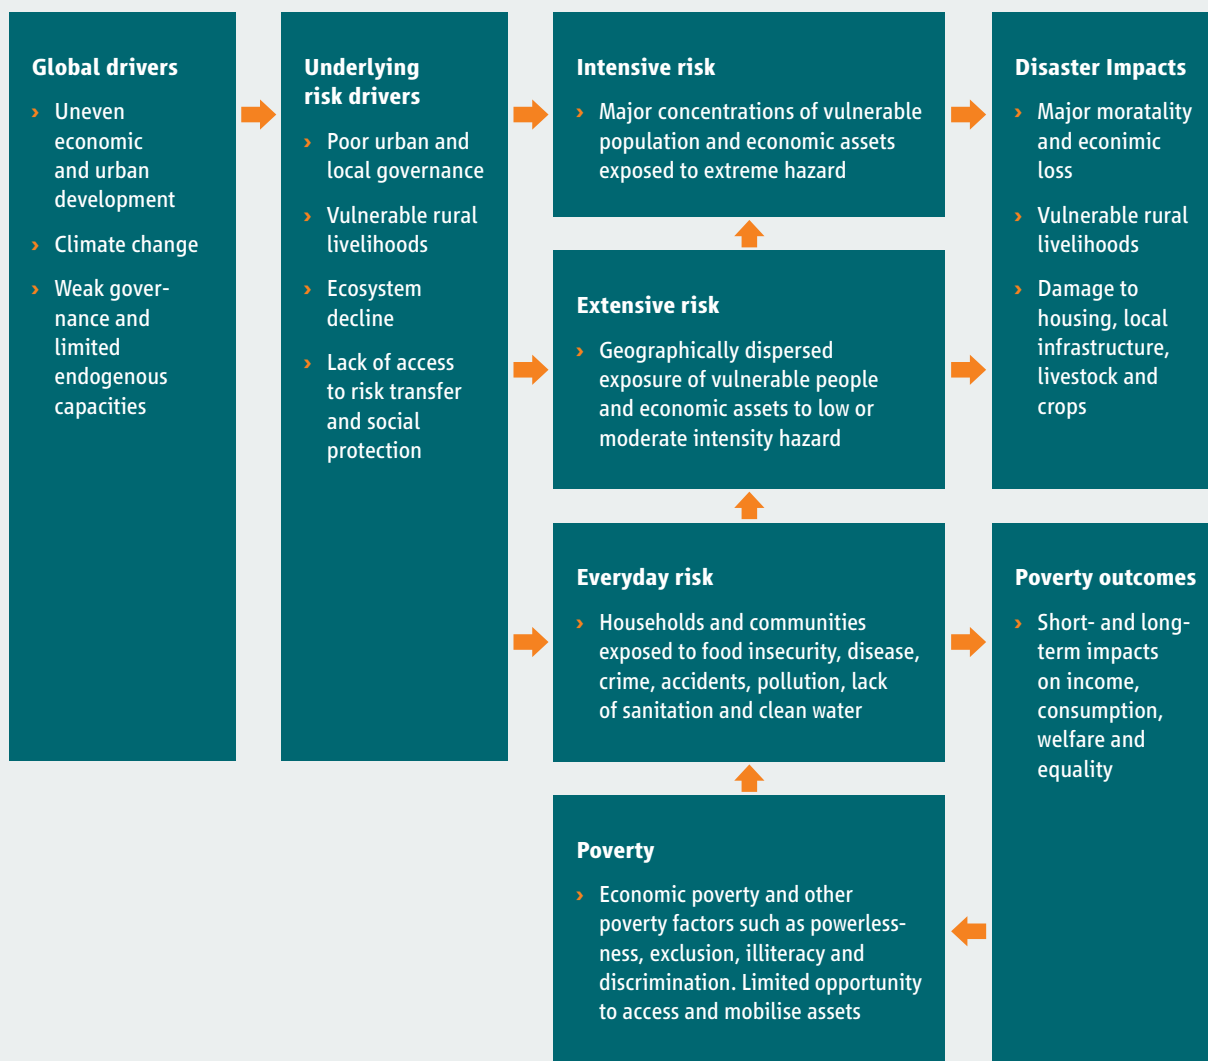 Global drivers
› Uneven
economic
and urban
development
› Climate change
› Weak gover-
nance and
limited
endogenous
capacities
Underlying
risk drivers
› Poor urban and
local governance
› Vulnerable rural
livelihoods
› Ecosystem
decline
› Lack of access
to risk transfer
and social
protection
Intensive risk
› Major concentrations of vulnerable
population and economic assets
exposed to extreme hazard
Extensive risk
› Geographically dispersed
exposure of vulnerable people
and economic assets to low or
moderate intensity hazard
Everyday risk
› Households and communities
exposed to food insecurity, disease,
crime, accidents, pollution, lack
of sanitation and clean water
Poverty
› Economic poverty and other
poverty factors such as powerless-
ness, exclusion, illiteracy and
discrimination. Limited opportunity
to access and mobilise assets
Disaster Impacts
› Major moratality
and econimic
loss
› Vulnerable rural
livelihoods
› Damage to
housing, local
infrastructure,
livestock and
crops
Poverty outcomes
› Short- and long-
term impacts
on income,
consumption,
welfare and
equality